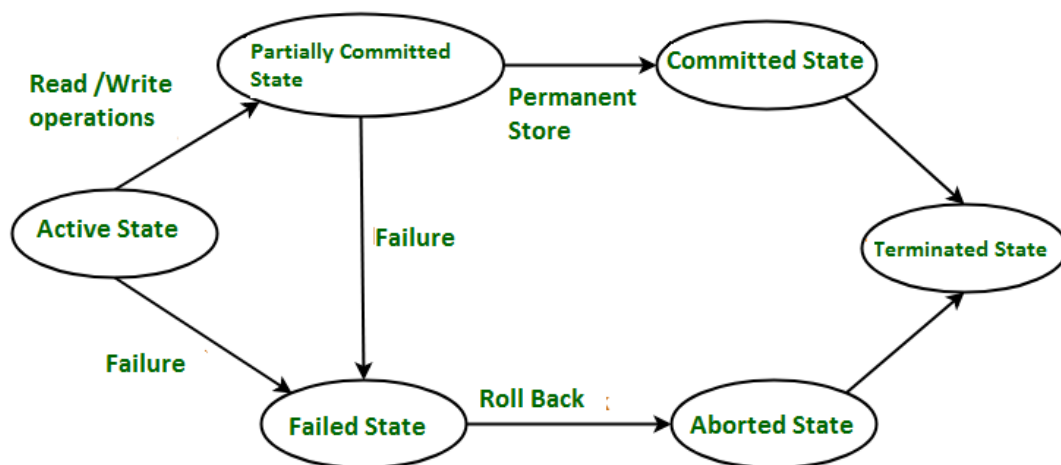 Partially Committed
State
Committed State
Read /Write
operations
Permanent
Store
Active State
Failure
Terminated State
Failure
Roll Back
Failed State
Aborted State